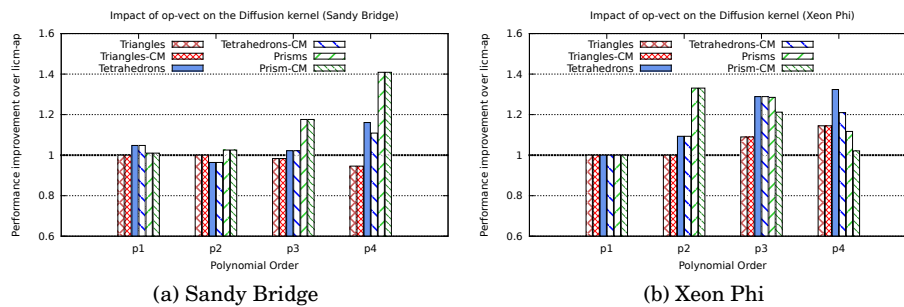 Impact of op-vect on the Diffusion kernel (Sandy Bridge)
Performance improvement over licm-ap
1.6
1.4
1.2
1
0.8
0.6
Triangles
Triangles-CM
Tetrahedrons
Tetrahedrons-CM
Prisms
Prism-CM
p1 p2 p3 p4
Polynomial Order
(a) Sandy Bridge
Impact of op-vect on the Diffusion kernel (Xeon Phi)
Performance improvement over licm-ap
1.6
1.4
1.2
1
0.8
0.6
Triangles
Triangles-CM
Tetrahedrons
Tetrahedrons-CM
Prisms
Prism-CM
p1 p2 p3 p4
Polynomial Order
(b) Xeon Phi